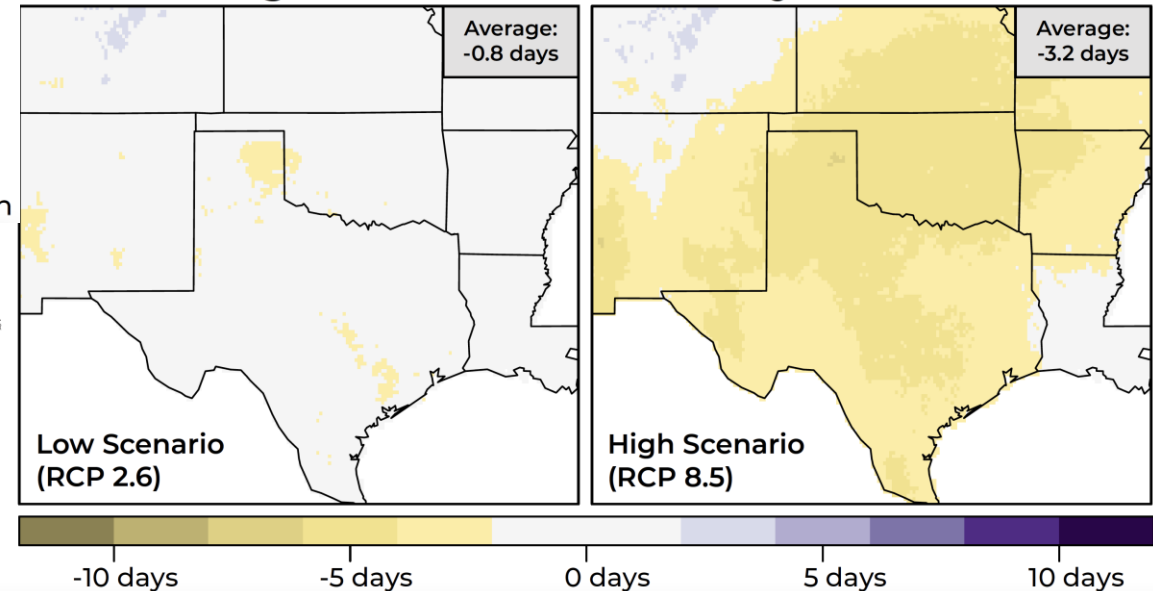 Average:
-0.8 days
Average:
-3.2 days
n
Low Scenario
(RCP 2.6)
High Scenario
(RCP 8.5)
-10 days
-5 days
0 days
5 days
10 days